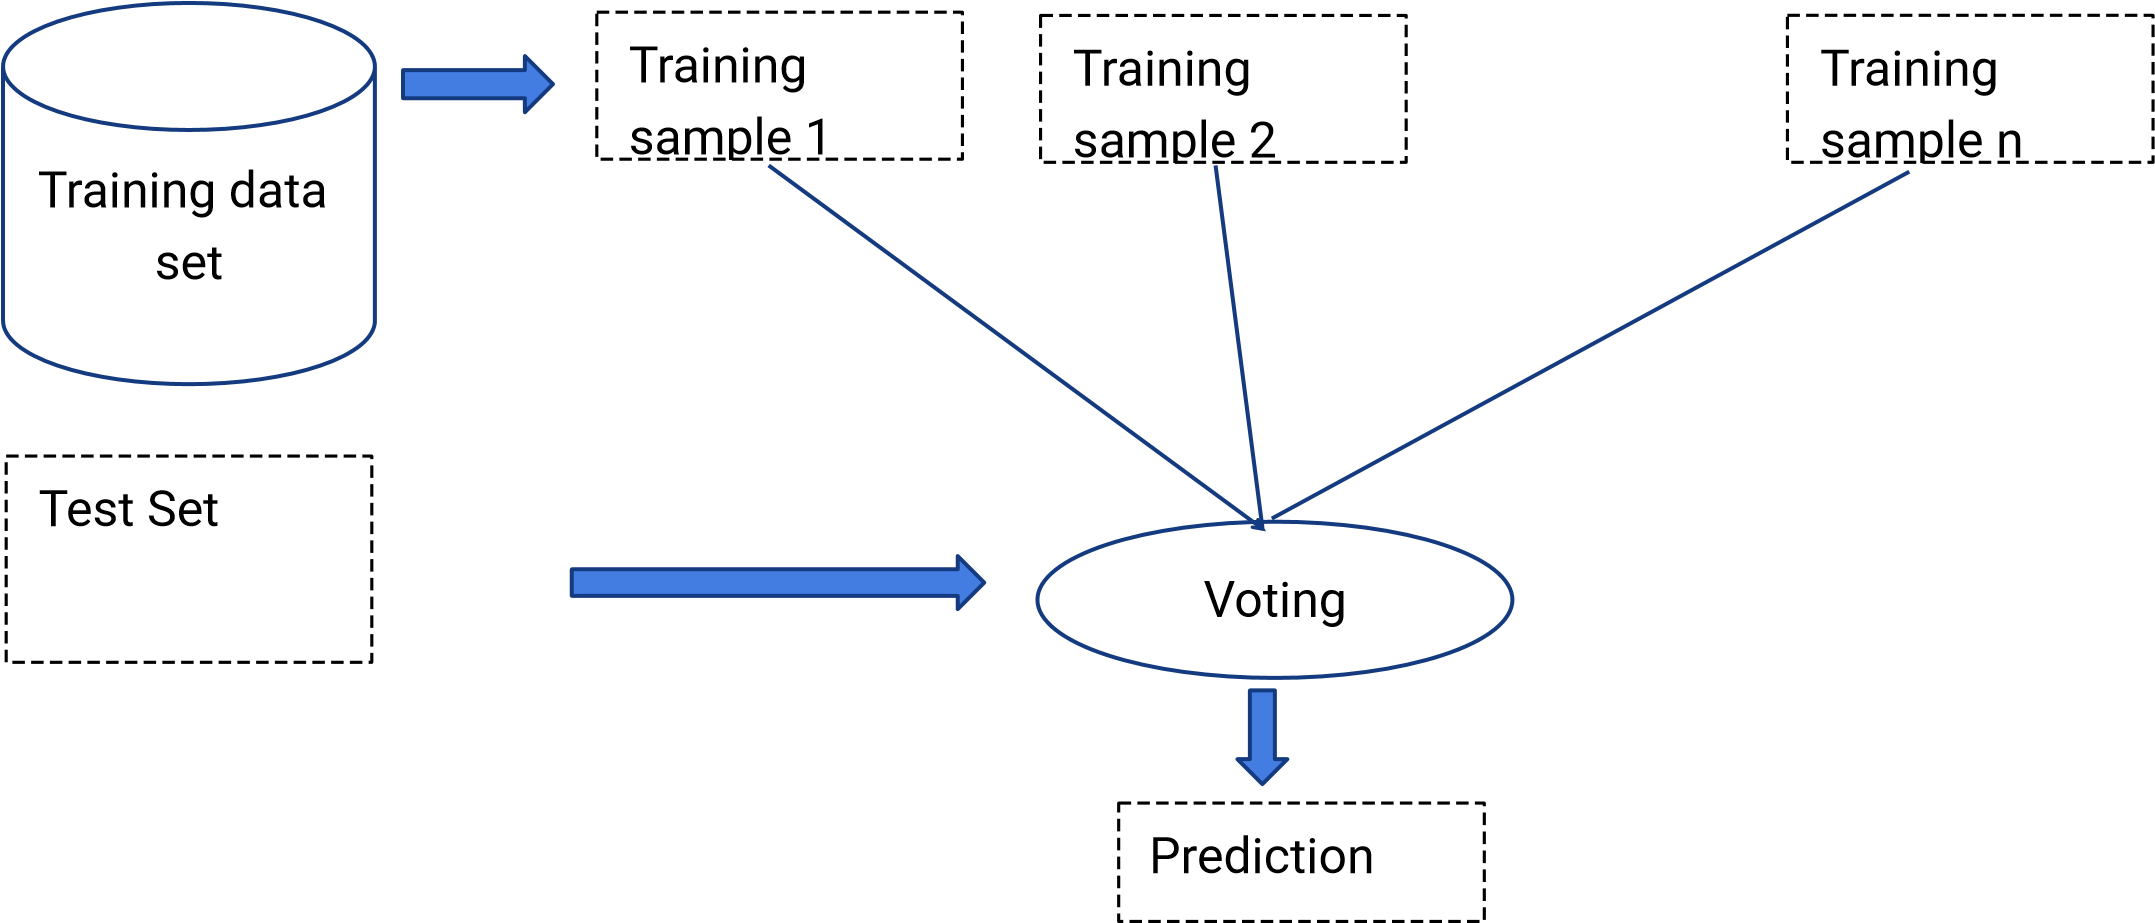 Training data
set
Training
sample 1
Training
sample 2
Training
sample n
Test Set
Voting
Prediction